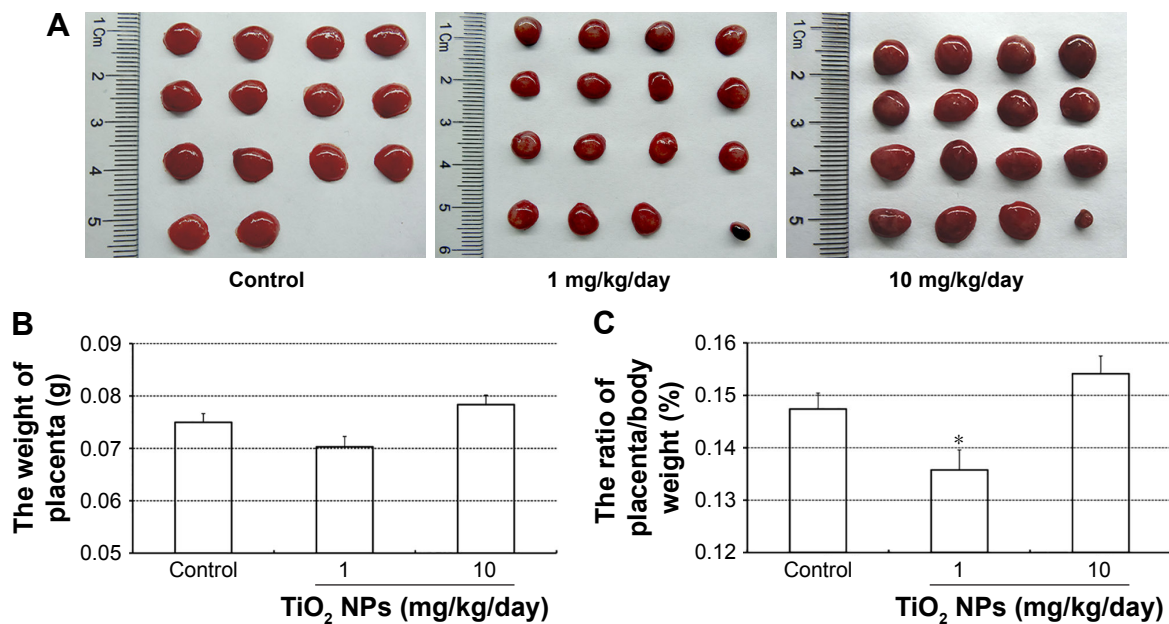 A
1 Cm
2
3
4
5
Control
1 Cm
2
3
4
5
6
1 mg/kg/day
1 Cm
2
3
4
5
10 mg/kg/day
B
The weight of
placenta (g)
0.09
0.08
0.07
0.06
0.05
Control
1
10
TiO₂ NPs (mg/kg/day)
C
The ratio of
placenta/body
weight (%)
0.16
0.15
0.14
0.13
0.12
*
Control
1
10
TiO₂ NPs (mg/kg/day)